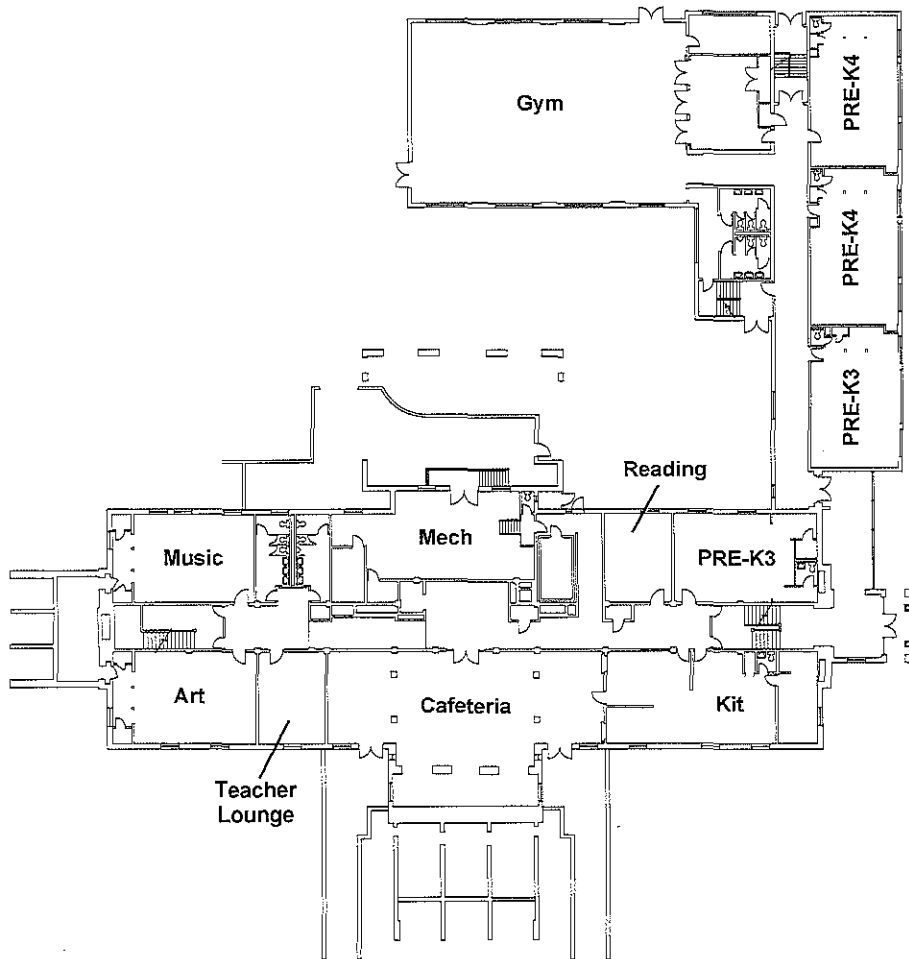 Gym
PRE-K4
PRE-K4
PRE-K3
Reading
Music
Mech
PRE-K3
Art
Cafeteria
Kit
Teacher
Lounge